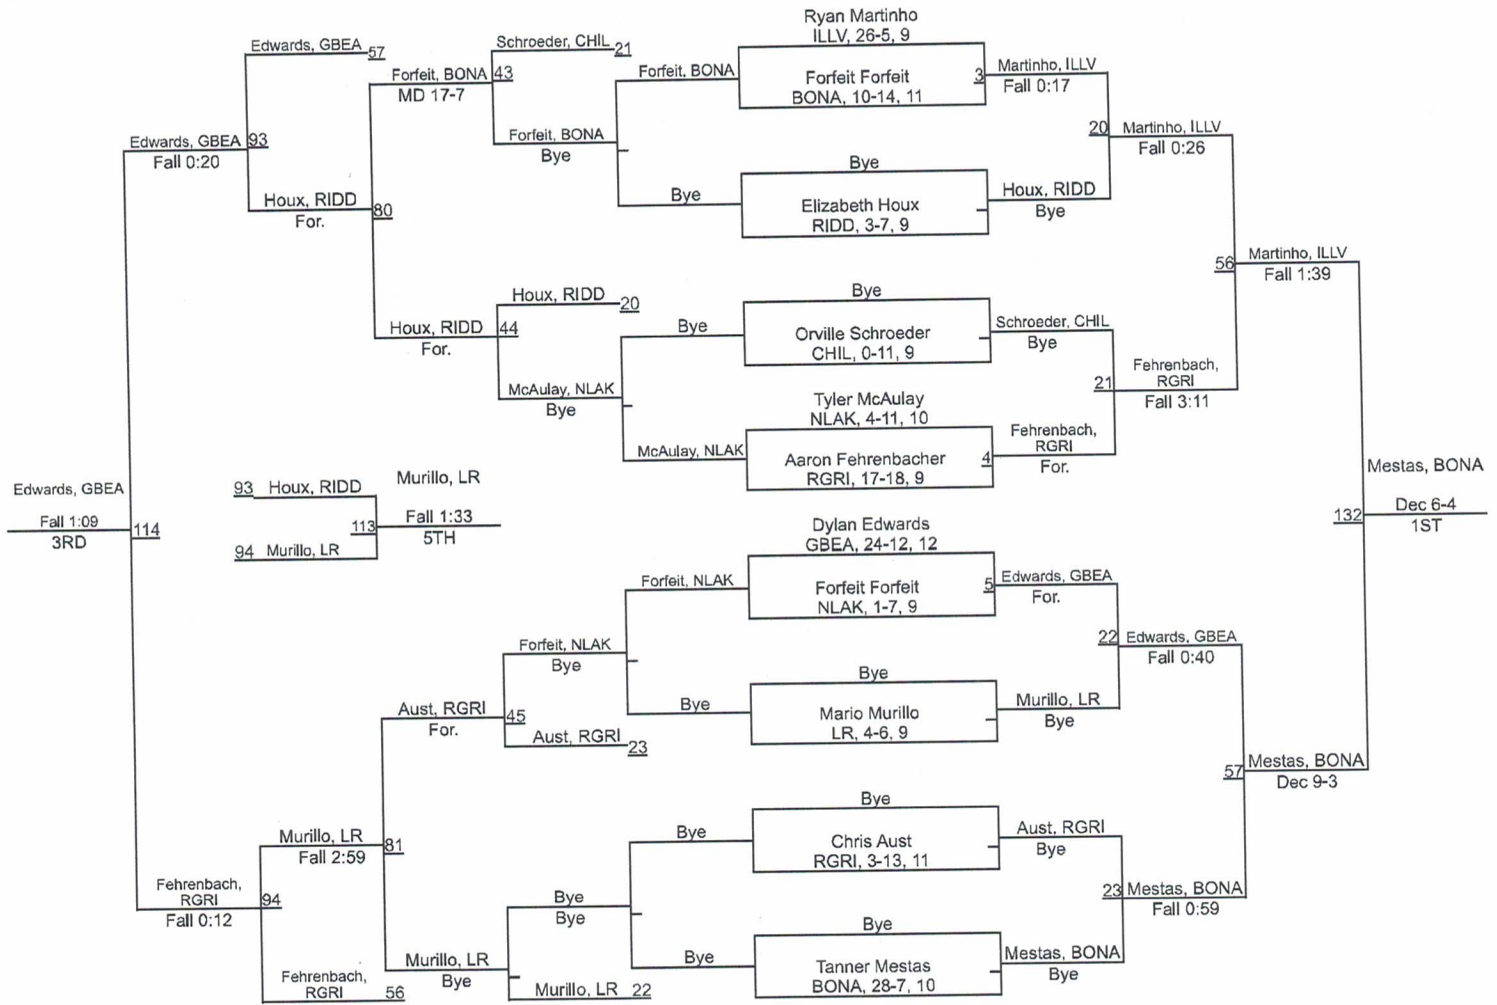 Ryan Martinho
ILLV, 26-5, 9
Forfeit Forfeit
BONA, 10-14, 11
3
Martinho, ILLV
Fall 0:17
Forfeit, BONA
Schroeder, CHIL
21
Edwards, GBEA
57
Forfeit, BONA
43
MD 17-7
Forfeit, BONA
Bye
20
Martinho, ILLV
Fall 0:26
Edwards, GBEA
93
Fall 0:20
Bye
Elizabeth Houx
RIDD, 3-7, 9
Houx, RIDD
Bye
Bye
Houx, RIDD
For.
80
56
Martinho, ILLV
Fall 1:39
Bye
Orville Schroeder
CHIL, 0-11, 9
Schroeder, CHIL
Bye
Bye
Houx, RIDD
20
Houx, RIDD
44
For.
McAulay, NLAK
Bye
21
Fehrenbach,
RGRI
Fall 3:11
Tyler McAulay
NLAK, 4-11, 10
Aaron Fehrenbacher
RGRI, 17-18, 9
4
Fehrenbach,
RGRI
For.
McAulay, NLAK
Mestas, BONA
Dec 6-4
1ST
132
Edwards, GBEA
Fall 1:09
3RD
114
93
Houx, RIDD
Murillo, LR
113
Fall 1:33
5TH
94
Murillo, LR
Dylan Edwards
GBEA, 24-12, 12
Forfeit Forfeit
NLAK, 1-7, 9
5
Edwards, GBEA
For.
Forfeit, NLAK
Forfeit, NLAK
Bye
22
Edwards, GBEA
Fall 0:40
Bye
Mario Murillo
LR, 4-6, 9
Murillo, LR
Bye
Bye
Aust, RGRI
45
For.
Aust, RGRI
23
57
Mestas, BONA
Dec 9-3
Bye
Chris Aust
RGRI, 3-13, 11
Aust, RGRI
Bye
Bye
Murillo, LR
81
Fall 2:59
Fehrenbach,
RGRI
94
Fall 0:12
Bye
Bye
23
Mestas, BONA
Fall 0:59
Bye
Tanner Mestas
BONA, 28-7, 10
Mestas, BONA
Bye
Bye
Murillo, LR
Bye
Murillo, LR
22
Fehrenbach,
RGRI
56